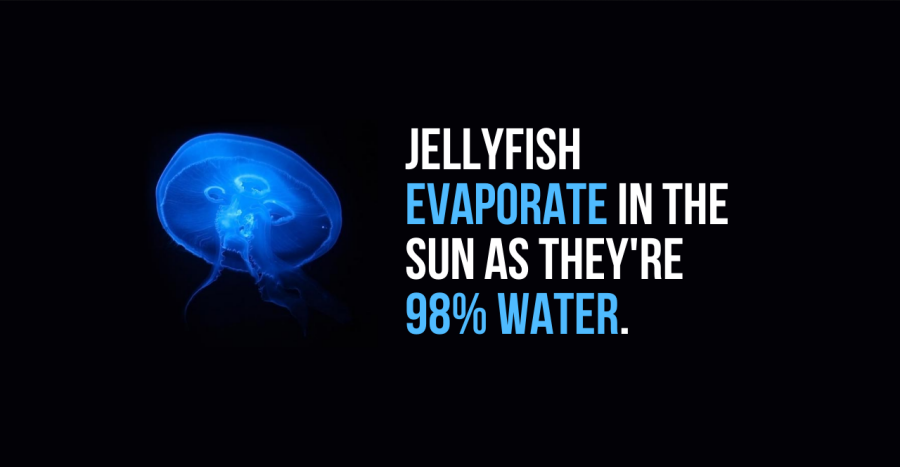 JELLYFISH
EVAPORATE IN THE
SUN AS THEY'RE
98% WATER.